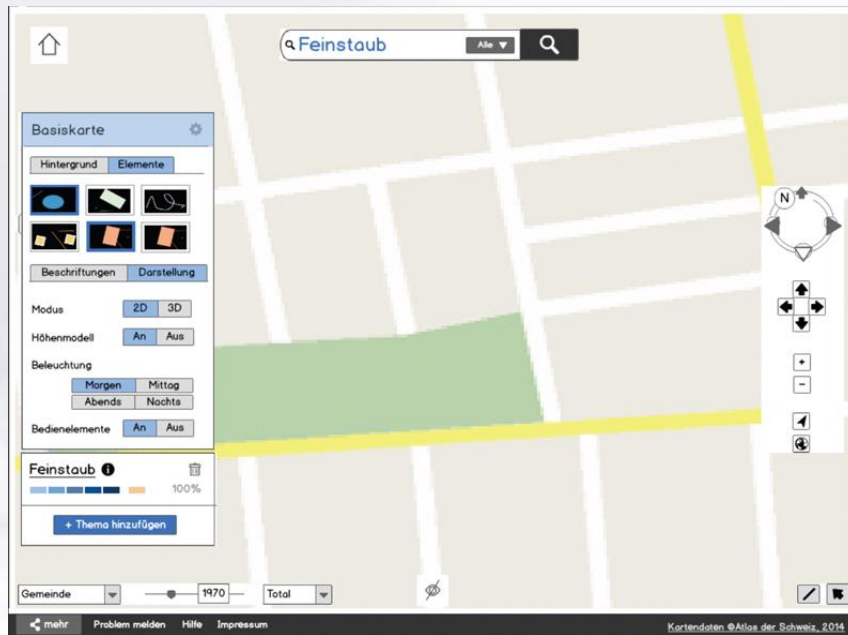 Feinstaub Alle
Basiskarte
N
Hintergrund Elemente
Beschriftungen Darstellung
Modus 2D 3D
Höhenmodell An Aus
Beleuchtung
Morgen Mittag
Abends Nachts
Bedienelemente An Aus
+
−
Feinstaub i
100%
+ Thema hinzufügen
Gemeinde 1970 Total
mehr Problem melden Hilfe Impressum Kartendaten ©Atlas der Schweiz, 2014